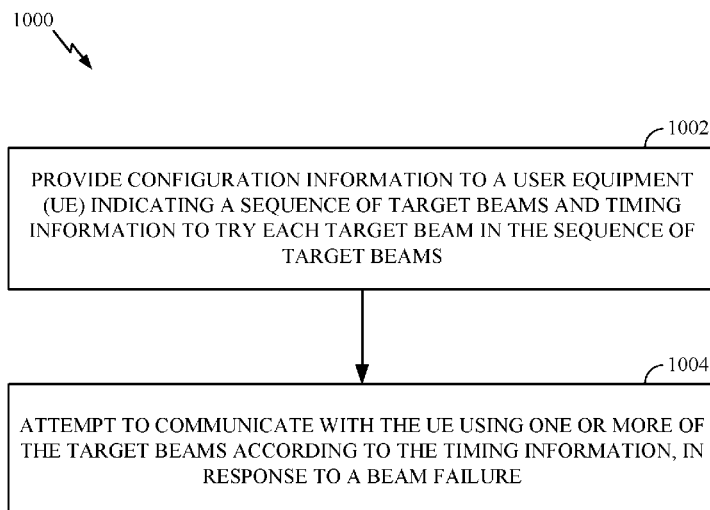 1000
1002
PROVIDE CONFIGURATION INFORMATION TO A USER EQUIPMENT
(UE) INDICATING A SEQUENCE OF TARGET BEAMS AND TIMING
INFORMATION TO TRY EACH TARGET BEAM IN THE SEQUENCE OF
TARGET BEAMS
1004
ATTEMPT TO COMMUNICATE WITH THE UE USING ONE OR MORE OF
THE TARGET BEAMS ACCORDING TO THE TIMING INFORMATION, IN
RESPONSE TO A BEAM FAILURE